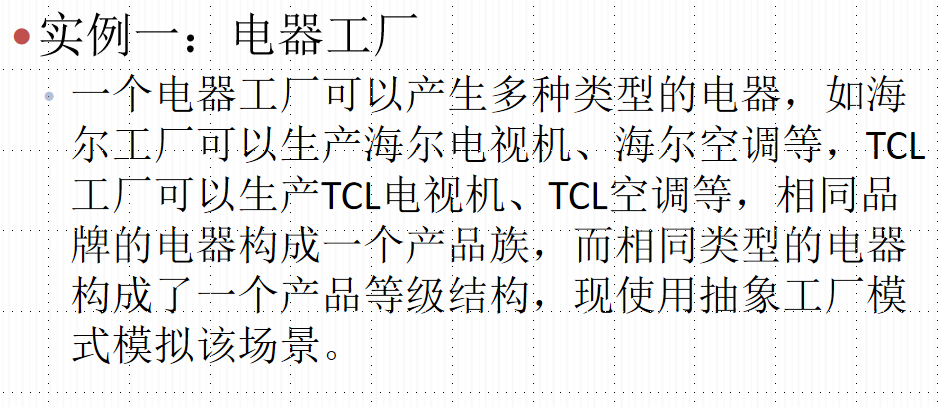 实例一：电器工厂
一个电器工厂可以产生多种类型的电器，如海
尔工厂可以生产海尔电视机、海尔空调等，TCL
工厂可以生产TCL电视机、TCL空调等，相同品
牌的电器构成一个产品族，而相同类型的电器
构成了一个产品等级结构，现使用抽象工厂模
式模拟该场景。